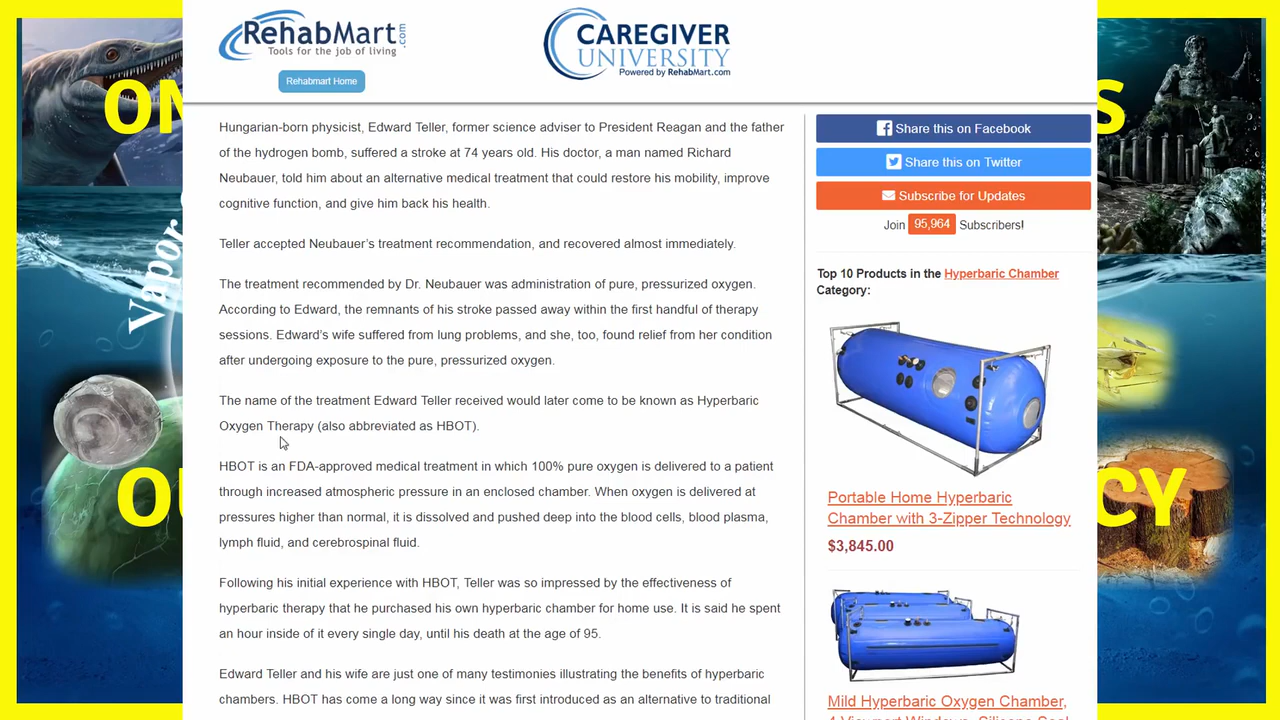 RehabMart.com
Tools for the job of living
Rehabmart Home
CAREGIVER
UNIVERSITY
Powered by RehabMart.com
Hungarian-born physicist, Edward Teller, former science adviser to President Reagan and the father
of the hydrogen bomb, suffered a stroke at 74 years old. His doctor, a man named Richard
Neubauer, told him about an alternative medical treatment that could restore his mobility, improve
cognitive function, and give him back his health.
Teller accepted Neubauer's treatment recommendation, and recovered almost immediately.
The treatment recommended by Dr. Neubauer was administration of pure, pressurized oxygen.
According to Edward, the remnants of his stroke passed away within the first handful of therapy
sessions. Edward's wife suffered from lung problems, and she, too, found relief from her condition
after undergoing exposure to the pure, pressurized oxygen.
The name of the treatment Edward Teller received would later come to be known as Hyperbaric
Oxygen Therapy (also abbreviated as HBOT).
HBOT is an FDA-approved medical treatment in which 100% pure oxygen is delivered to a patient
through increased atmospheric pressure in an enclosed chamber. When oxygen is delivered at
pressures higher than normal, it is dissolved and pushed deep into the blood cells, blood plasma,
lymph fluid, and cerebrospinal fluid.
Following his initial experience with HBOT, Teller was so impressed by the effectiveness of
hyperbaric therapy that he purchased his own hyperbaric chamber for home use. It is said he spent
an hour inside of it every single day, until his death at the age of 95.
Edward Teller and his wife are just one of many testimonies illustrating the benefits of hyperbaric
chambers. HBOT has come a long way since it was first introduced as an alternative to traditional
Share this on Facebook
Share this on Twitter
Subscribe for Updates
Join 95,964 Subscribers!
Top 10 Products in the Hyperbaric Chamber
Category:
Portable Home Hyperbaric
Chamber with 3-Zipper Technology
$3,845.00
Mild Hyperbaric Oxygen Chamber,
Vapor
CY